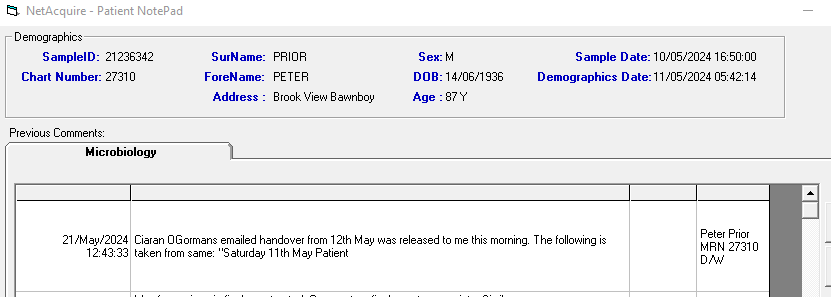 NetAcquire - Patient NotePad
Demographics
SampleID: 21236342 SurName: PRIOR Sex: M Sample Date: 10/05/2024 16:50:00
Chart Number: 27310 ForeName: PETER DOB: 14/06/1936 Demographics Date: 11/05/2024 05:42:14
Address : Brook View Bawnboy Age : 87 Y
Previous Comments:
Microbiology
21/May/2024
12:43:33
Ciaran OGormans emailed handover from 12th May was released to me this morning. The following is
taken from same: "Saturday 11th May Patient
Peter Prior
MRN 27310
D/W